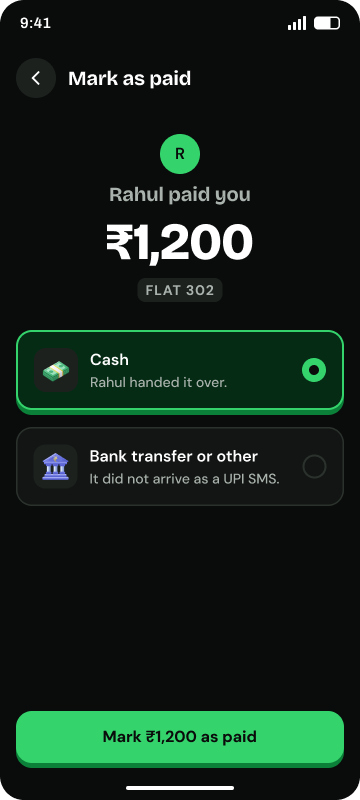 9:41
Mark as paid
R
Rahul paid you
₹1,200
FLAT 302
Cash
Rahul handed it over.
Bank transfer or other
It did not arrive as a UPI SMS.
Mark ₹1,200 as paid